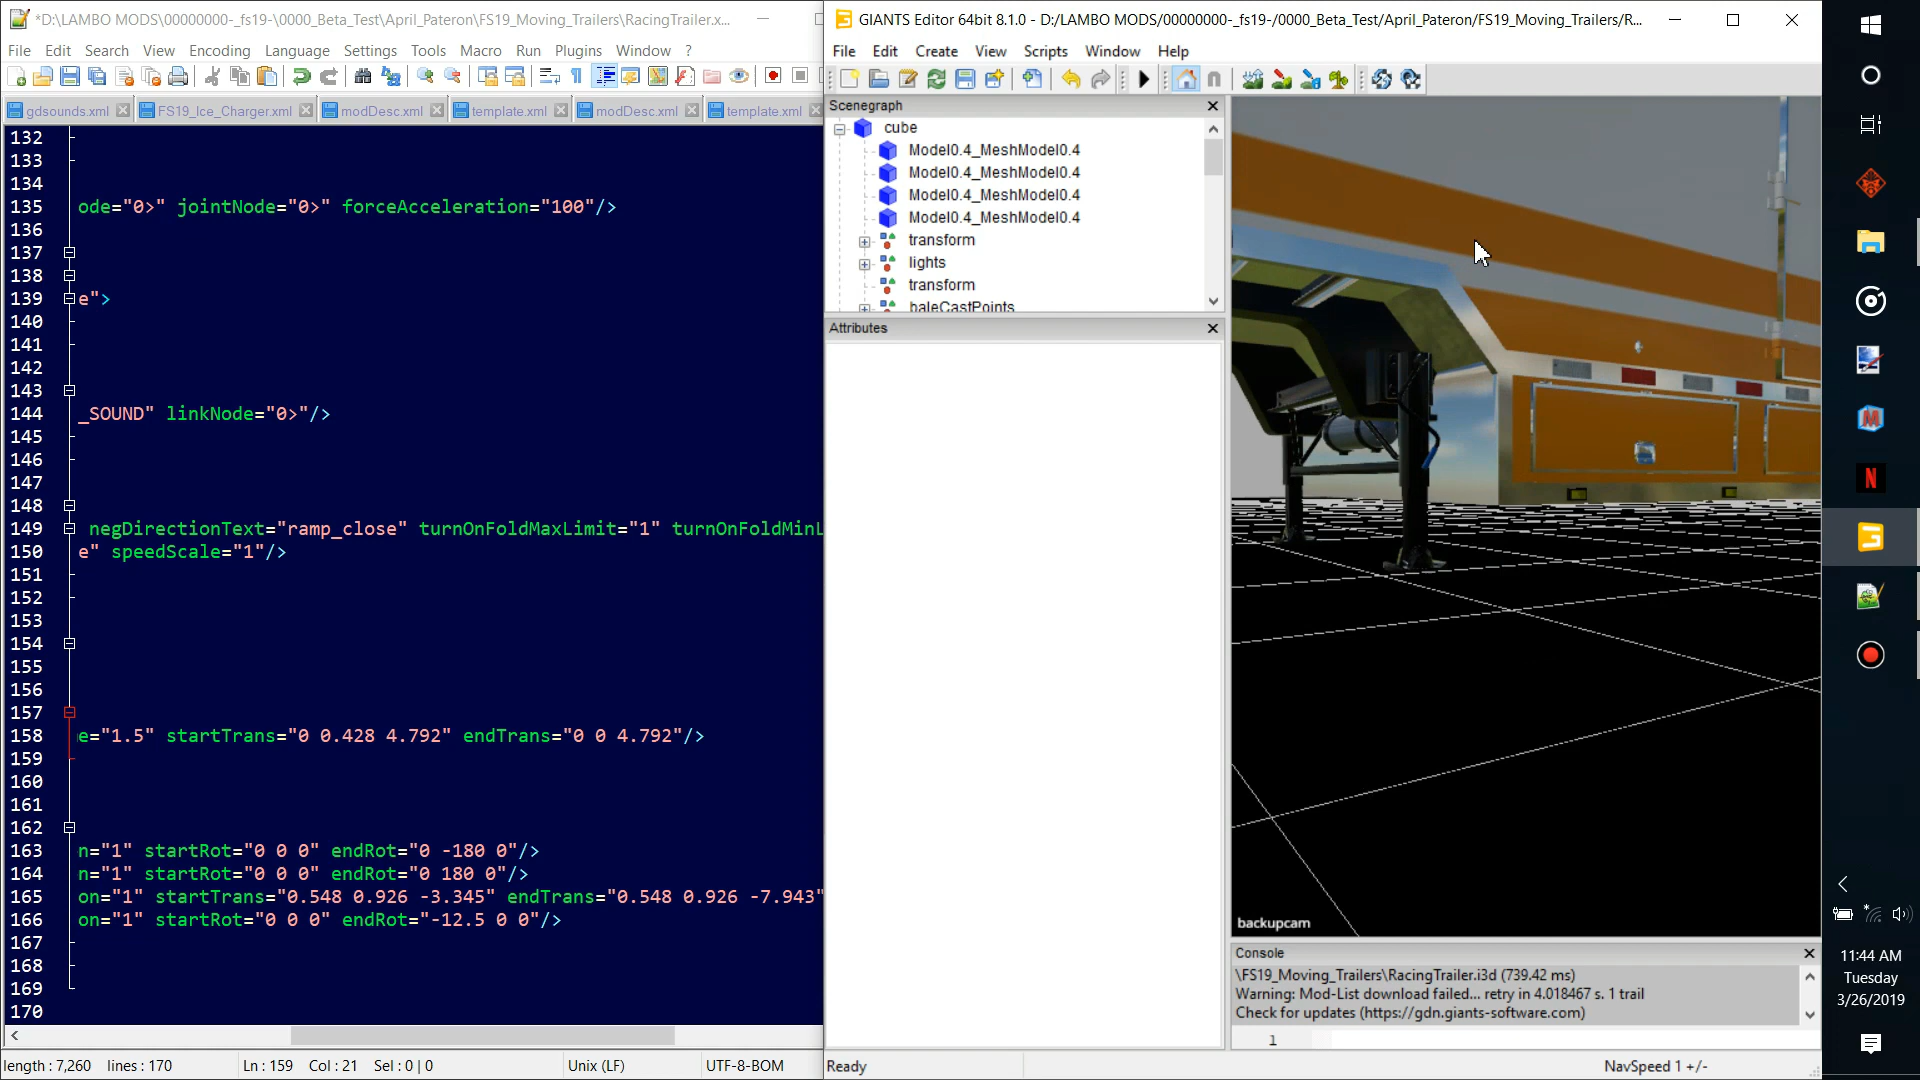 *D:\LAMBO MODS\00000000-_fs19-\0000_Beta_Test\April_Pateron\FS19_Moving_Trailers\RacingTrailer.x...
File Edit Search View Encoding Language Settings Tools Macro Run Plugins Window ?
gdsounds.xml FS19_Ice_Charger.xml modDesc.xml template.xml modDesc.xml template.xml
132
133
134
135 ode="0>" jointNode="0>" forceAcceleration="100"/>
136
137
138
139 e">
140
141
142
143
144 _SOUND" linkNode="0>"/>
145
146
147
148
149 negDirectionText="ramp_close" turnOnFoldMaxLimit="1" turnOnFoldMinL
150 e" speedScale="1"/>
151
152
153
154
155
156
157
158 e="1.5" startTrans="0 0.428 4.792" endTrans="0 0 4.792"/>
159
160
161
162
163 n="1" startRot="0 0 0" endRot="0 -180 0"/>
164 n="1" startRot="0 0 0" endRot="0 180 0"/>
165 on="1" startTrans="0.548 0.926 -3.345" endTrans="0.548 0.926 -7.943"
166 on="1" startRot="0 0 0" endRot="-12.5 0 0"/>
167
168
169
170
length : 7,260 lines : 170 Ln : 159 Col : 21 Sel : 0 | 0 Unix (LF) UTF-8-BOM
GIANTS Editor 64bit 8.1.0 - D:/LAMBO MODS/00000000-_fs19-/0000_Beta_Test/April_Pateron/FS19_Moving_Trailers/R...
File Edit Create View Scripts Window Help
Scenegraph
cube
Model0.4_MeshModel0.4
Model0.4_MeshModel0.4
Model0.4_MeshModel0.4
Model0.4_MeshModel0.4
transform
lights
transform
baleCastPoints
Attributes
backupcam
Console
\FS19_Moving_Trailers\RacingTrailer.i3d (739.42 ms)
Warning: Mod-List download failed... retry in 4.018467 s. 1 trail
Check for updates (https://gdn.giants-software.com)
1
Ready NavSpeed 1 +/-
11:44 AM
Tuesday
3/26/2019